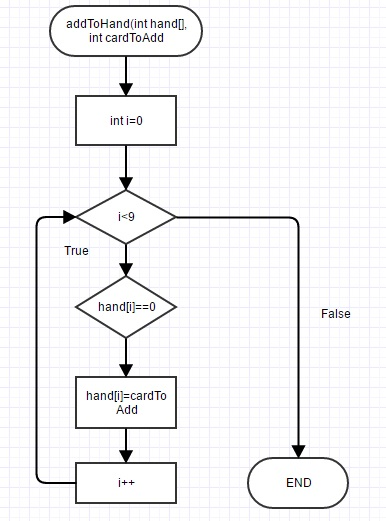 addToHand(int hand[],
int cardToAdd
int i=0
i<9
True
hand[i]==0
False
hand[i]=cardTo
Add
i++
END